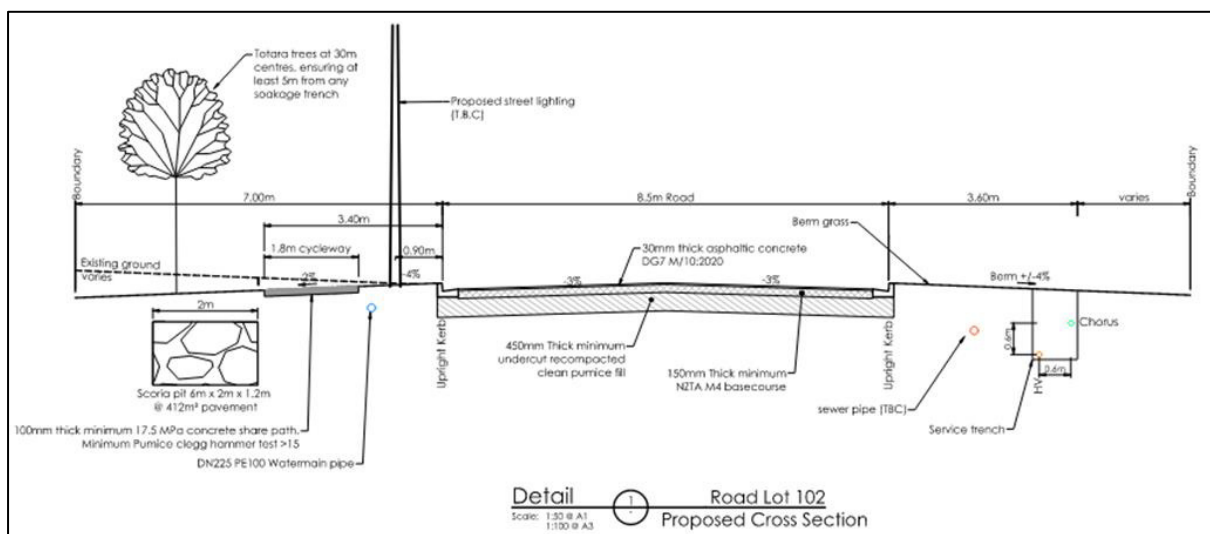 Totara trees at 30m
centres, ensuring at
least 5m from any
soakage trench
Proposed street lighting
(T.B.C)
Boundary
Boundary
7.00m
8.5m Road
3.60m
varies
3.40m
Berm grass
1.8m cycleway
0.90m
30mm thick asphaltic concrete
DG7 M/10:2020
Existing ground
varies
-2%
-4%
-3%
-3%
Berm +/-4%
2m
Chorus
0.6m
0.6m
HV
Upright Kerb
Upright Kerb
450mm Thick minimum
undercut recompacted
clean pumice fill
150mm Thick minimum
NZTA M4 basecourse
Scoria pit 6m x 2m x 1.2m
@ 412m² pavement
sewer pipe (TBC)
Service trench
100mm thick minimum 17.5 MPa concrete share path.
Minimum Pumice clegg hammer test >15
DN225 PE100 Watermain pipe
Detail
1
-
Road Lot 102
Scale: 1:50 @ A1
1:100 @ A3
Proposed Cross Section